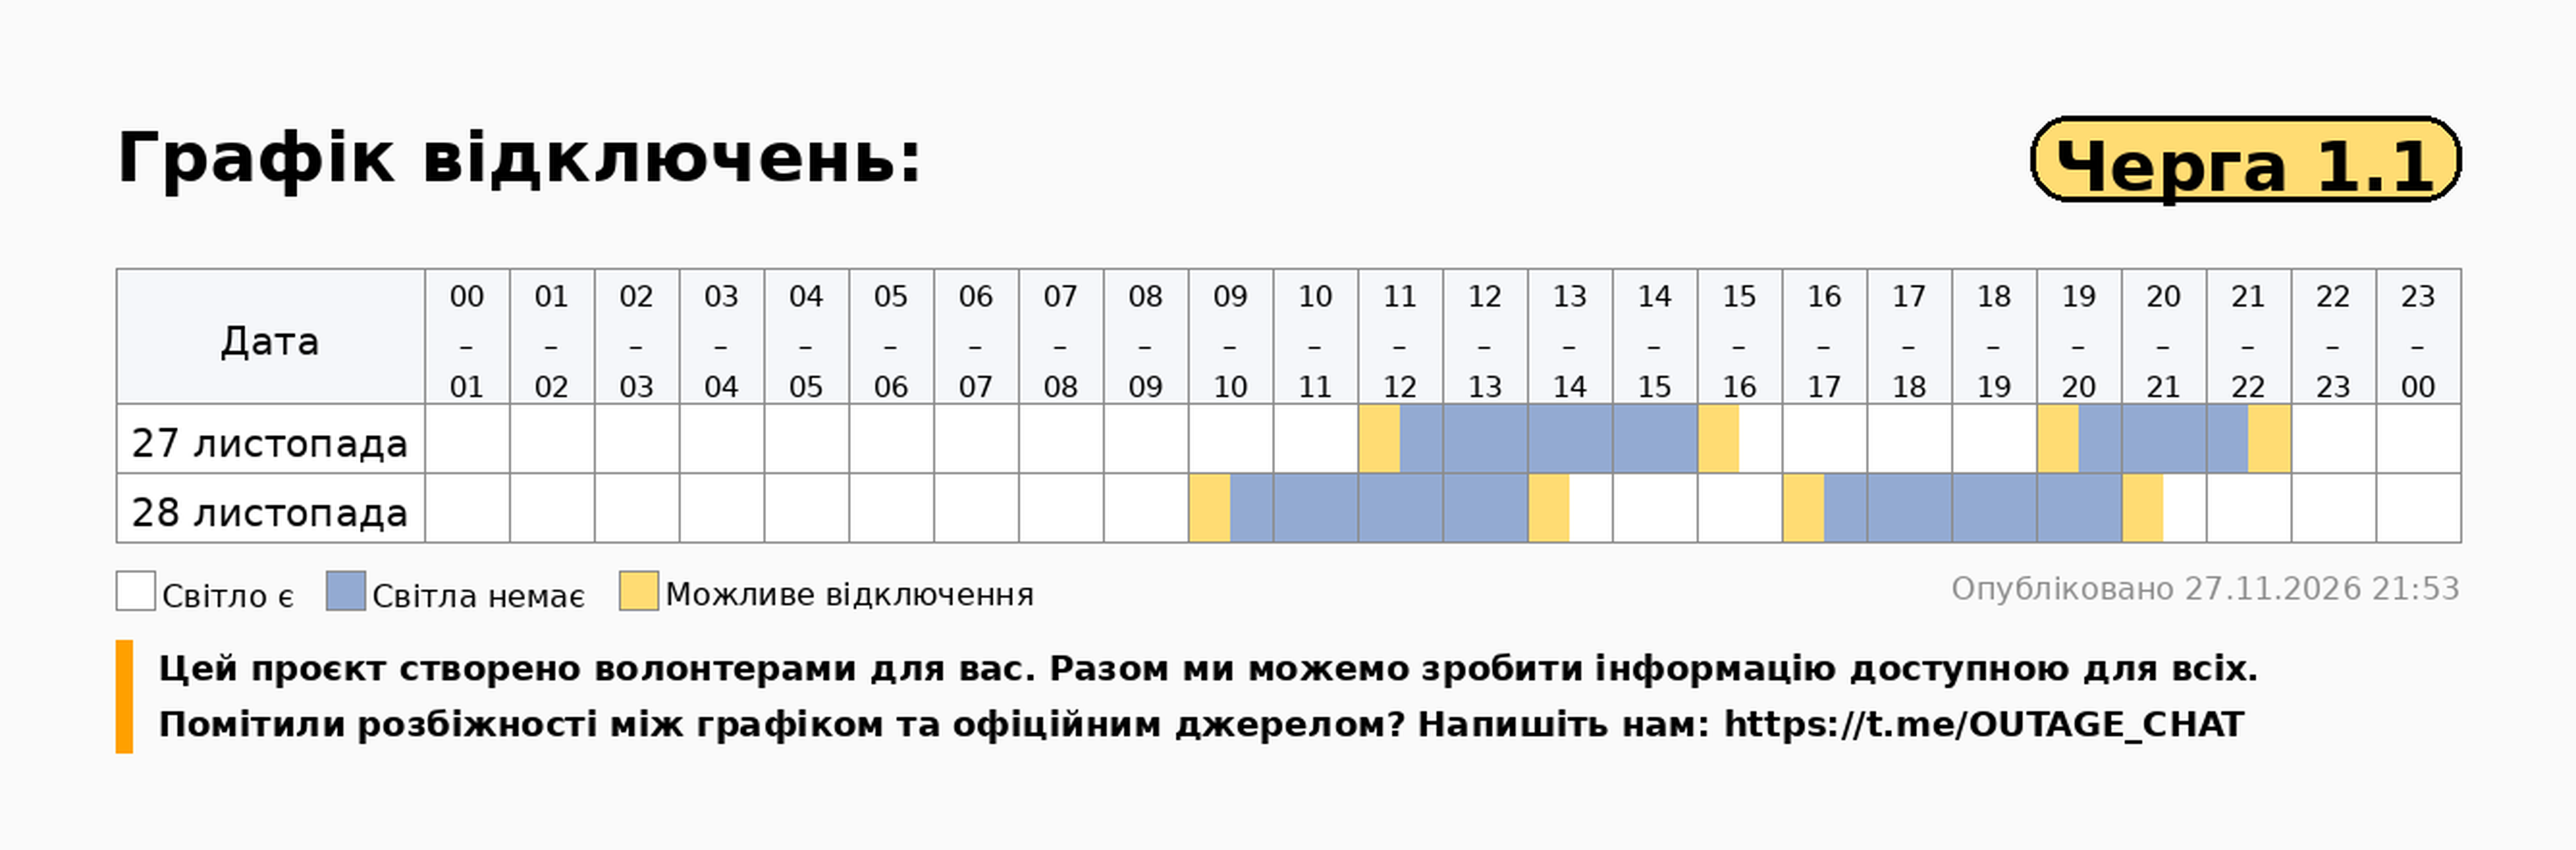 Графік відключень:
Черга 1.1
Дата 00 – 01 01 – 02 02 – 03 03 – 04 04 – 05 05 – 06 06 – 07 07 – 08 08 – 09 09 – 10 10 – 11 11 – 12 12 – 13 13 – 14 14 – 15 15 – 16 16 – 17 17 – 18 18 – 19 19 – 20 20 – 21 21 – 22 22 – 23 23 – 00
27 листопада
28 листопада
Світло є Світла немає Можливе відключення
Опубліковано 27.11.2026 21:53
Цей проєкт створено волонтерами для вас. Разом ми можемо зробити інформацію доступною для всіх.
Помітили розбіжності між графіком та офіційним джерелом? Напишіть нам: https://t.me/OUTAGE_CHAT